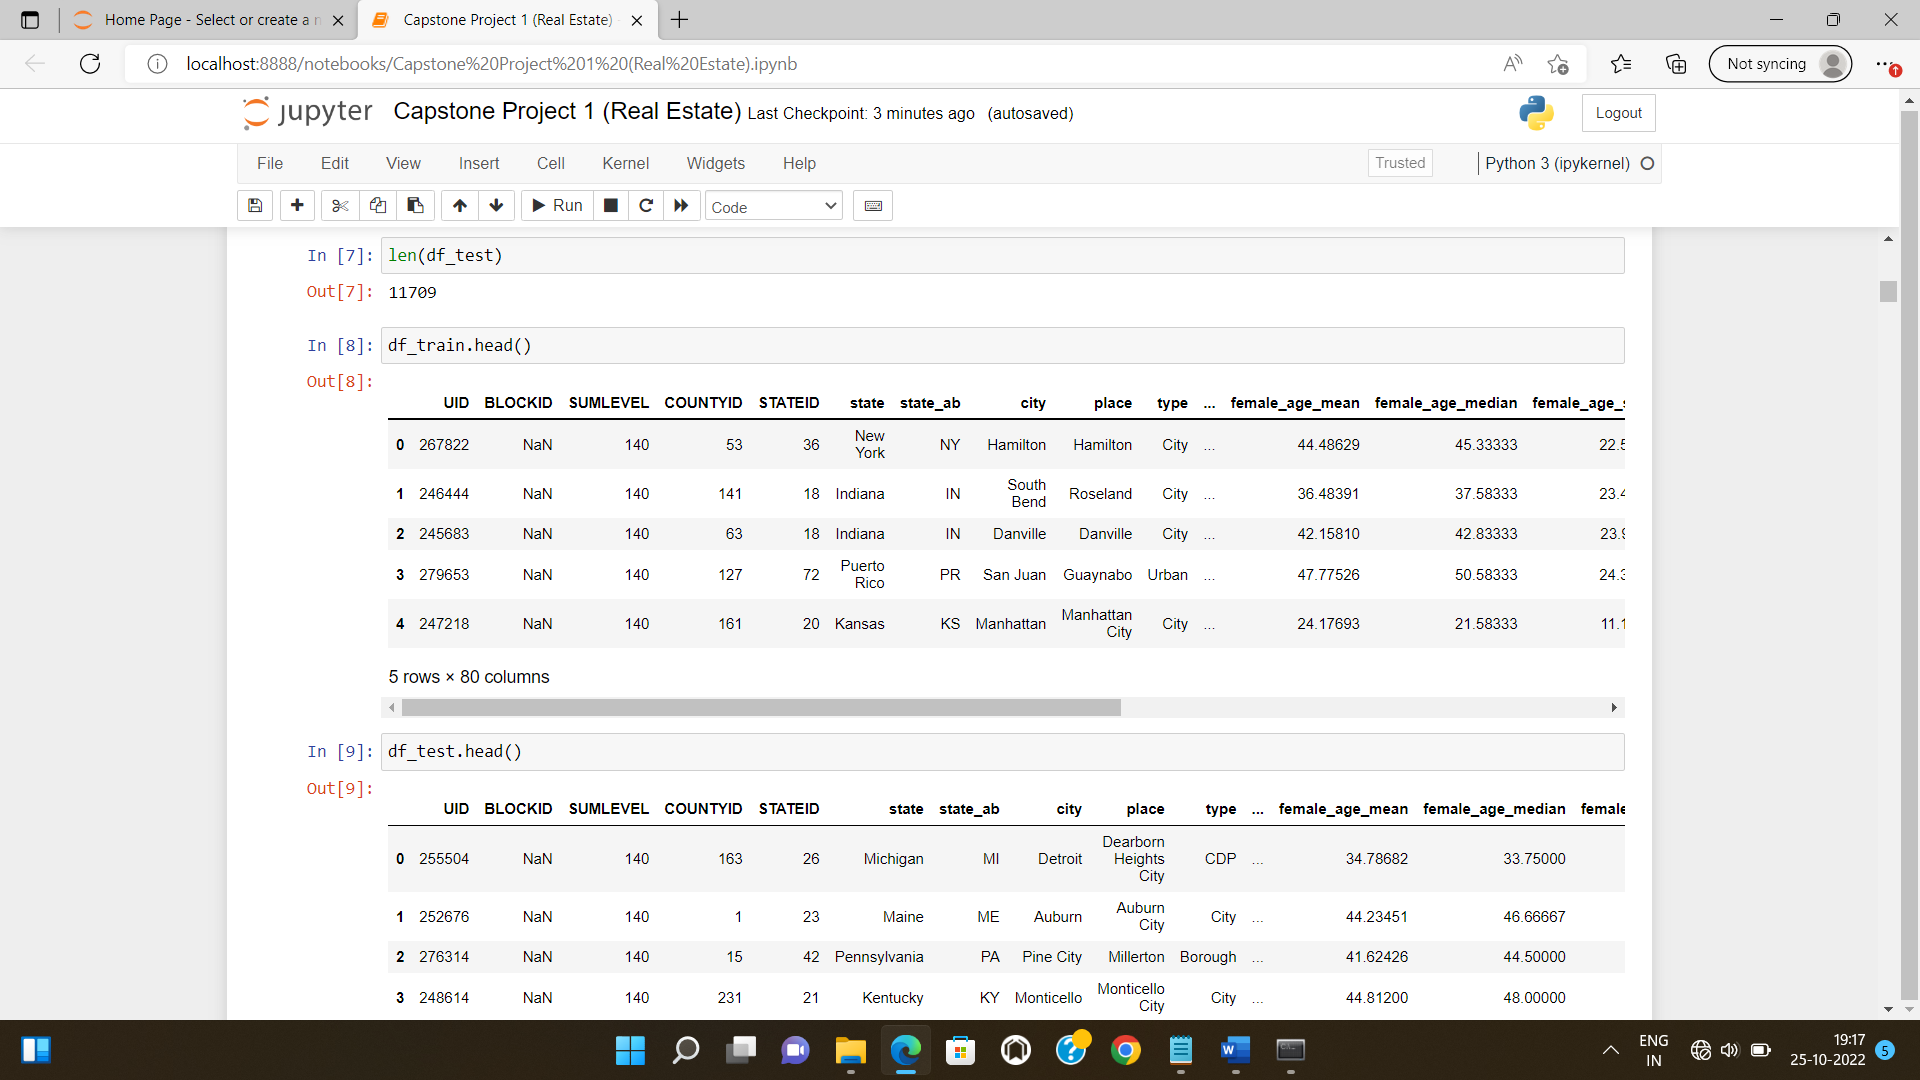 Home Page - Select or create a n
Capstone Project 1 (Real Estate)
localhost:8888/notebooks/Capstone%20Project%201%20(Real%20Estate).ipynb
Not syncing
jupyter Capstone Project 1 (Real Estate) Last Checkpoint: 3 minutes ago (autosaved)
Logout
File Edit View Insert Cell Kernel Widgets Help
Trusted
Python 3 (ipykernel)
Run
Code
In [7]: len(df_test)
Out[7]: 11709
In [8]: df_train.head()
Out[8]:
UID BLOCKID SUMLEVEL COUNTYID STATEID state state_ab city place type ... female_age_mean female_age_median female_age_s
0 267822 NaN 140 53 36 New York NY Hamilton Hamilton City ... 44.48629 45.33333 22.5
1 246444 NaN 140 141 18 Indiana IN South Bend Roseland City ... 36.48391 37.58333 23.4
2 245683 NaN 140 63 18 Indiana IN Danville Danville City ... 42.15810 42.83333 23.9
3 279653 NaN 140 127 72 Puerto Rico PR San Juan Guaynabo Urban ... 47.77526 50.58333 24.3
4 247218 NaN 140 161 20 Kansas KS Manhattan Manhattan City City ... 24.17693 21.58333 11.1
5 rows × 80 columns
In [9]: df_test.head()
Out[9]:
UID BLOCKID SUMLEVEL COUNTYID STATEID state state_ab city place type ... female_age_mean female_age_median female
0 255504 NaN 140 163 26 Michigan MI Detroit Dearborn Heights City CDP ... 34.78682 33.75000
1 252676 NaN 140 1 23 Maine ME Auburn Auburn City City ... 44.23451 46.66667
2 276314 NaN 140 15 42 Pennsylvania PA Pine City Millerton Borough ... 41.62426 44.50000
3 248614 NaN 140 231 21 Kentucky KY Monticello Monticello City City ... 44.81200 48.00000
ENG
IN
19:17
25-10-2022
5